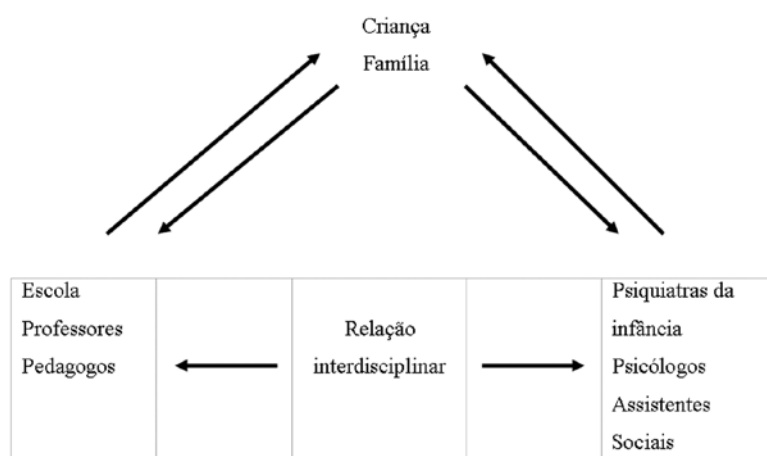 Criança
Família
Escola
Professores
Pedagogos
Relação
interdisciplinar
Psiquiatras da
infância
Psicólogos
Assistentes
Sociais